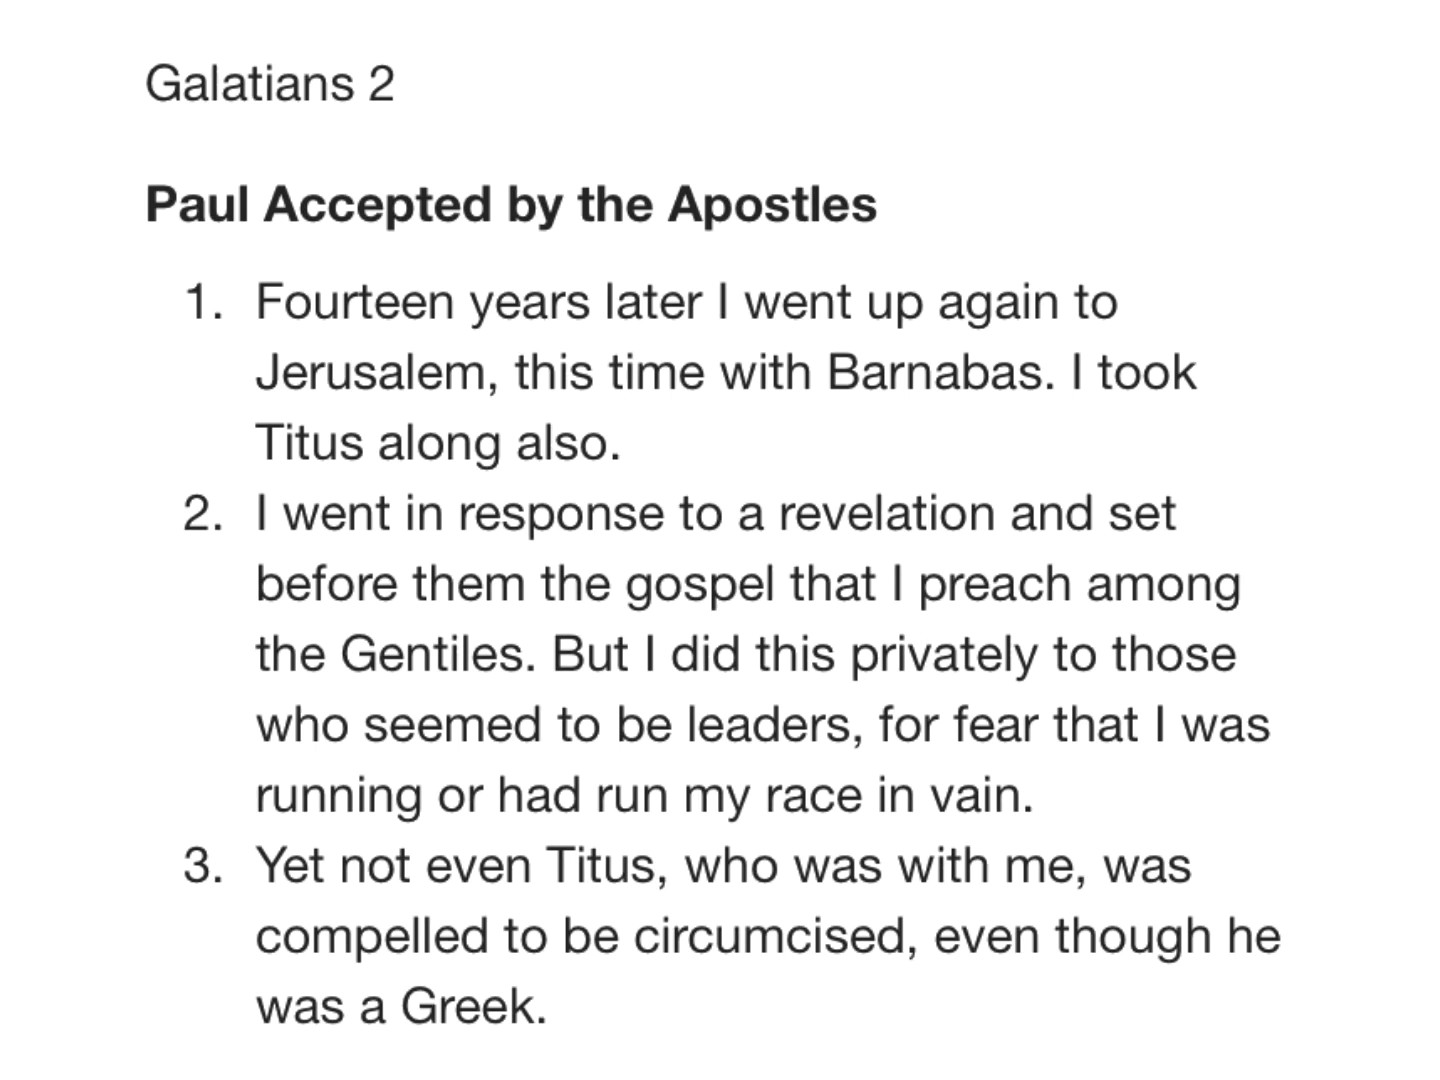 Galatians 2
Paul Accepted by the Apostles
1. Fourteen years later I went up again to
Jerusalem, this time with Barnabas. I took
Titus along also.
2. I went in response to a revelation and set
before them the gospel that I preach among
the Gentiles. But I did this privately to those
who seemed to be leaders, for fear that I was
running or had run my race in vain.
3. Yet not even Titus, who was with me, was
compelled to be circumcised, even though he
was a Greek.